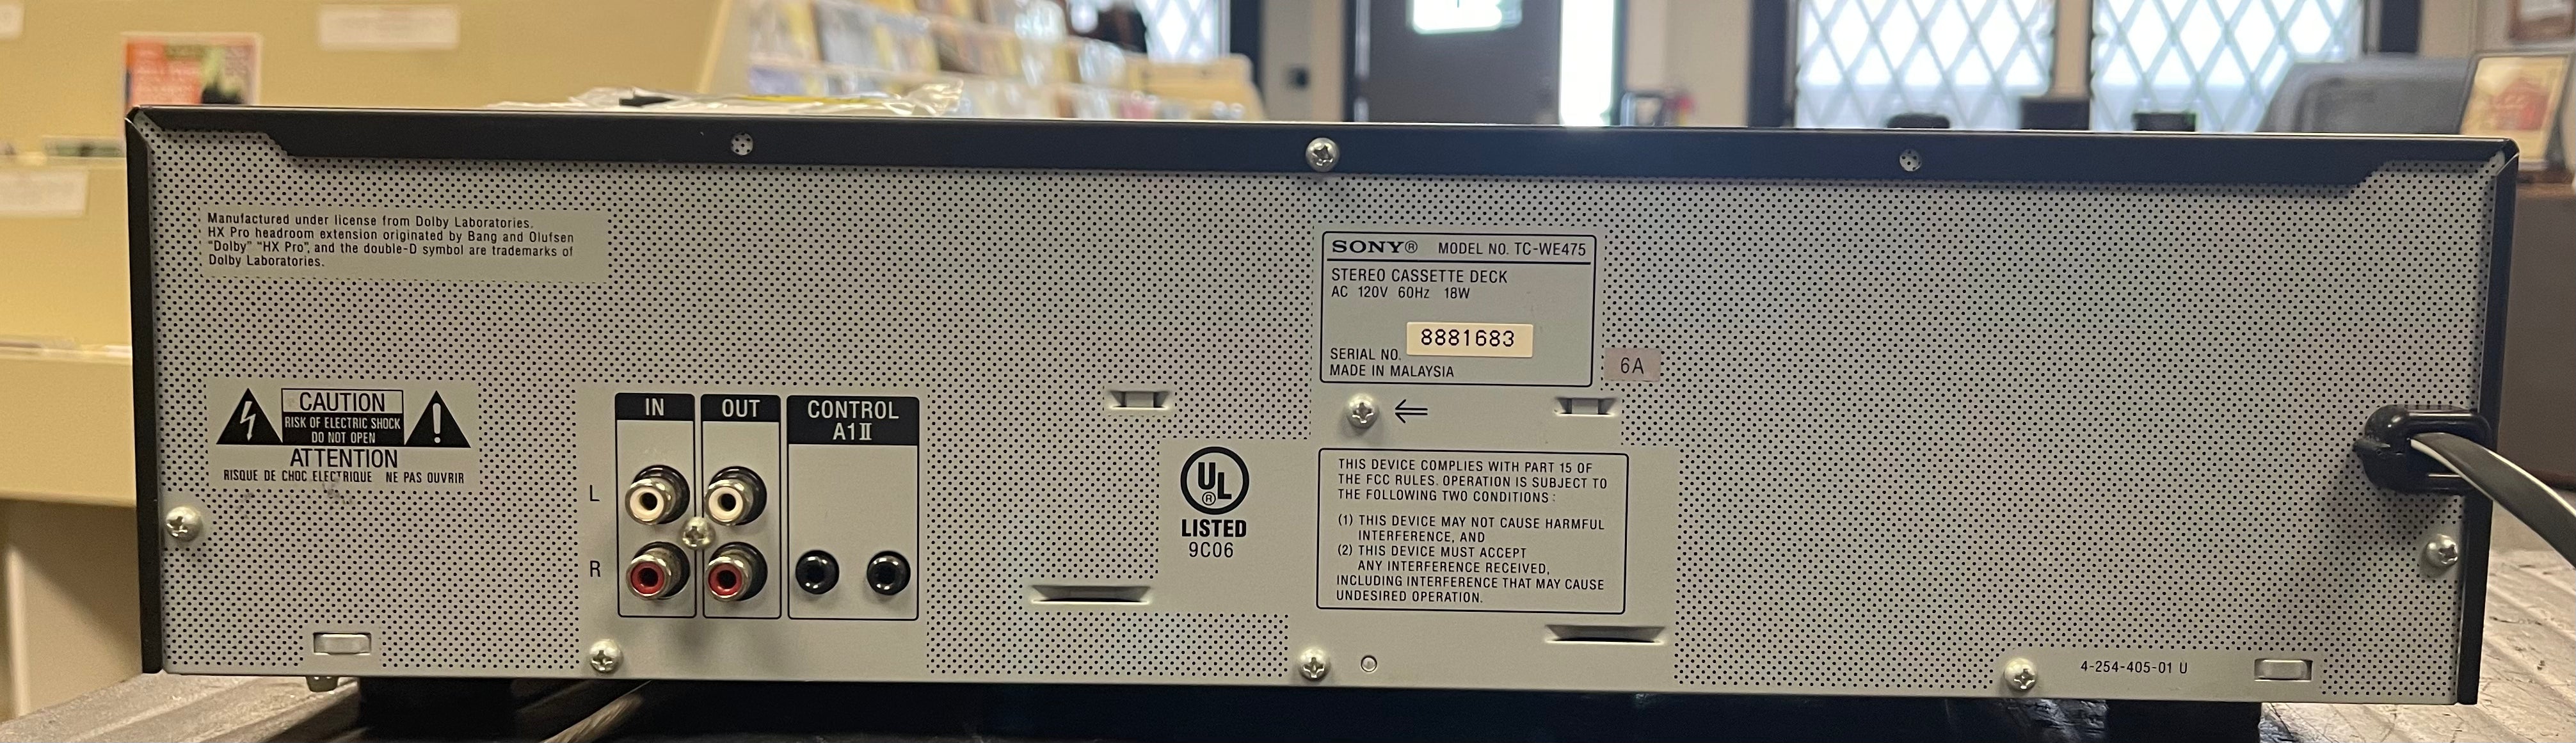 Manufactured under license from Dolby Laboratories.
HX Pro headroom extension originated by Bang and Olufsen
"Dolby" "HX Pro", and the double-D symbol are trademarks of
Dolby Laboratories.
SONY® MODEL NO. TC-WE475
STEREO CASSETTE DECK
AC 120V 60Hz 18W
8881683
SERIAL NO.
MADE IN MALAYSIA
6A
CAUTION
RISK OF ELECTRIC SHOCK
DO NOT OPEN
ATTENTION
RISQUE DE CHOC ELECTRIQUE NE PAS OUVRIR
IN
OUT
CONTROL
A1II
L
R
UL®
LISTED
9C06
THIS DEVICE COMPLIES WITH PART 15 OF
THE FCC RULES. OPERATION IS SUBJECT TO
THE FOLLOWING TWO CONDITIONS :
(1) THIS DEVICE MAY NOT CAUSE HARMFUL
INTERFERENCE, AND
(2) THIS DEVICE MUST ACCEPT
ANY INTERFERENCE RECEIVED,
INCLUDING INTERFERENCE THAT MAY CAUSE
UNDESIRED OPERATION.
4-254-405-01 U